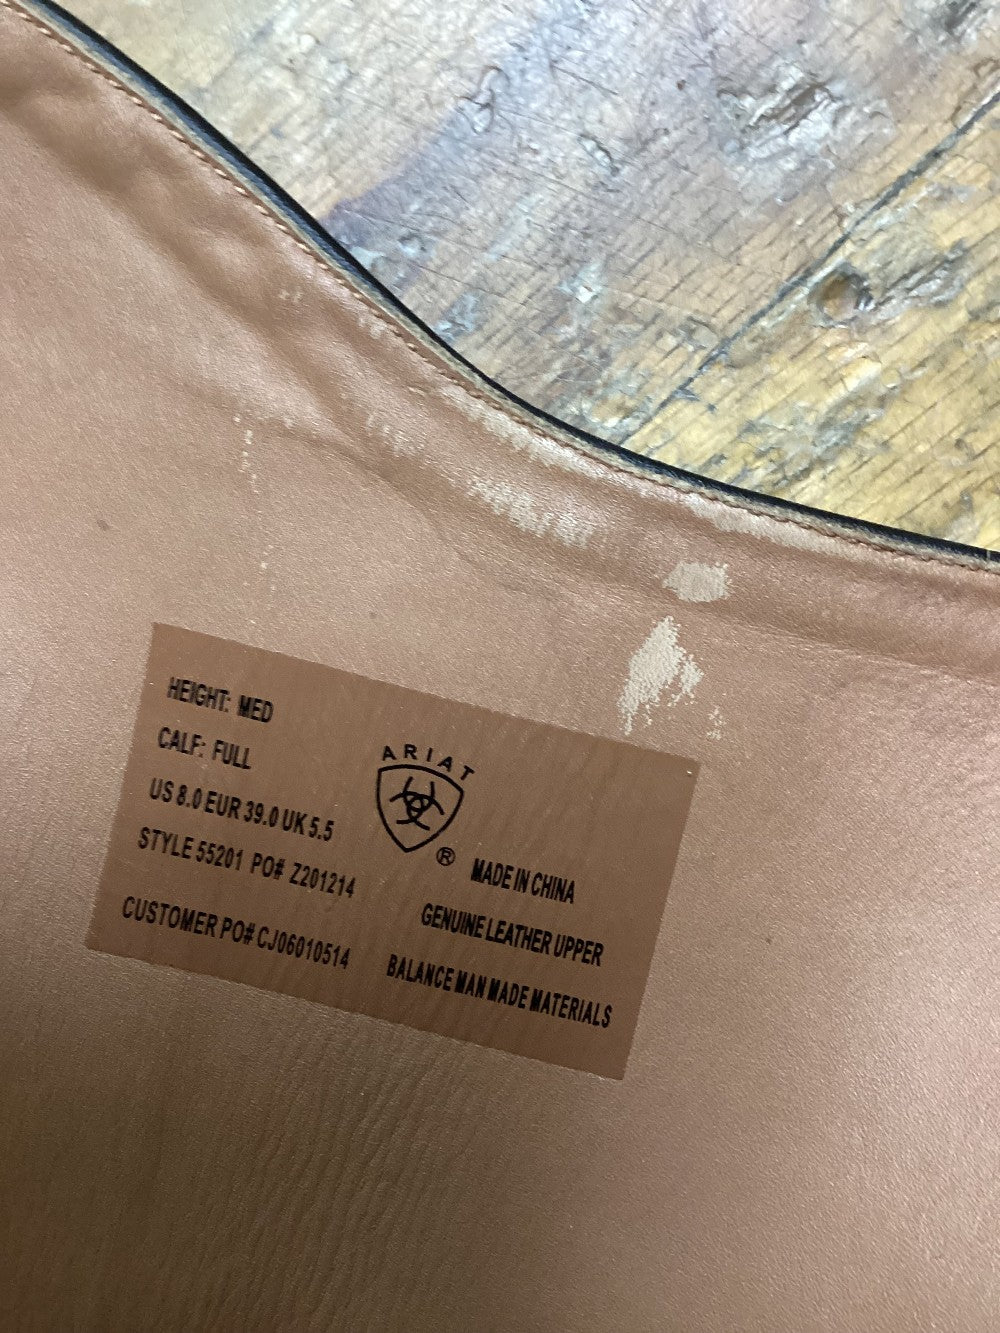 HEIGHT: MED
CALF: FULL
US 8.0 EUR 39.0 UK 5.5
STYLE 55201 PO# Z201214
CUSTOMER PO# CJ06010514
ARIAT
®
MADE IN CHINA
GENUINE LEATHER UPPER
BALANCE MAN MADE MATERIALS